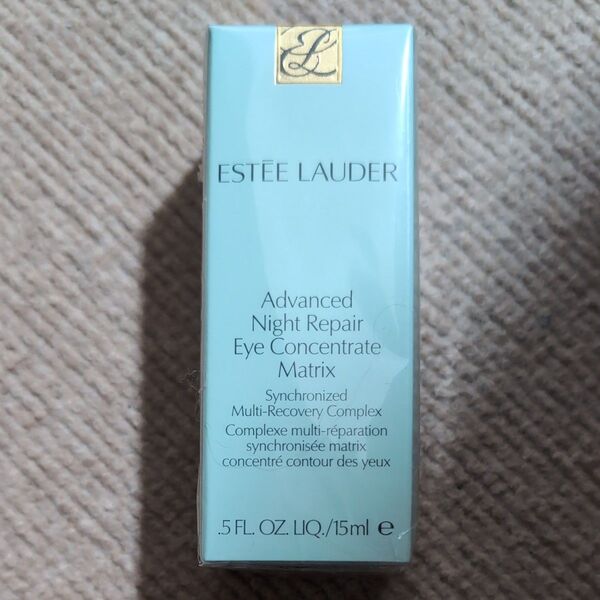 EL
ESTĒE LAUDER
Advanced
Night Repair
Eye Concentrate
Matrix
Synchronized
Multi-Recovery Complex
Complexe multi-réparation
synchronisée matrix
concentré contour des yeux
.5 FL. OZ. LIQ./15ml ℮